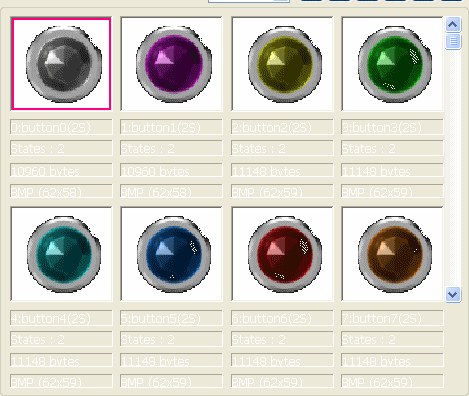 0:button0(2S) 1:button1(2S) 2:button2(2S) 3:button3(2S)
States : 2 States : 2 States : 2 States : 2
10960 bytes 10960 bytes 11148 bytes 11148 bytes
BMP (62x58) BMP (62x58) BMP (62x59) BMP (62x59)
4:button4(2S) 5:button5(2S) 6:button6(2S) 7:button7(2S)
States : 2 States : 2 States : 2 States : 2
11148 bytes 11148 bytes 11148 bytes 11148 bytes
BMP (62x59) BMP (62x59) BMP (62x59) BMP (62x59)